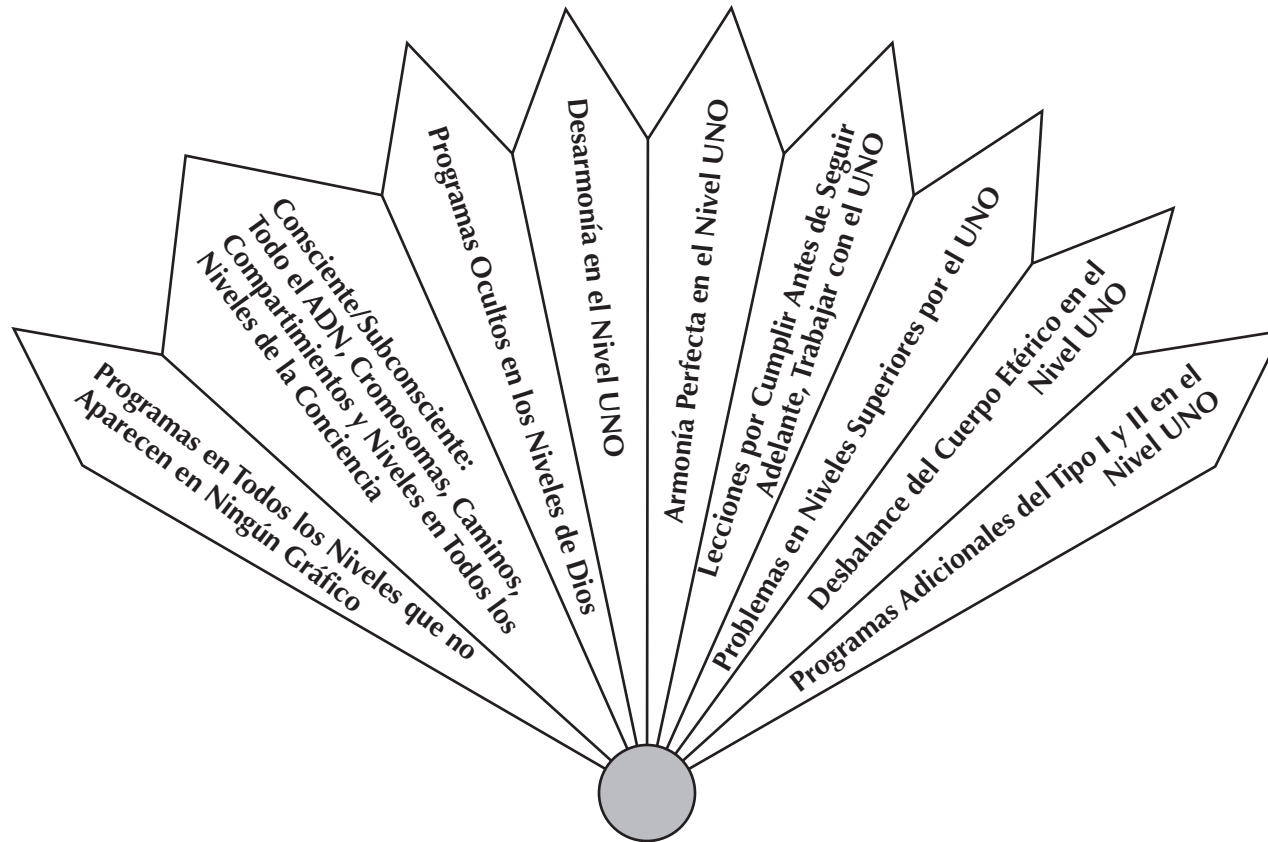 Programas en Todos los Niveles que no
Aparecen en Ningún Gráfico
Consciente/Subconsciente:
Todo el ADN, Cromosomas, Caminos,
Compartimientos y Niveles en Todos los
Niveles de la Conciencia
Programas Ocultos en los Niveles de Dios
Desarmonía en el Nivel UNO
Armonía Perfecta en el Nivel UNO
Lecciones por Cumplir Antes de Seguir
Adelante, Trabajar con el UNO
Problemas en Niveles Superiores por el UNO
Desbalance del Cuerpo Etérico en el
Nivel UNO
Programas Adicionales del Tipo I y II en el
Nivel UNO